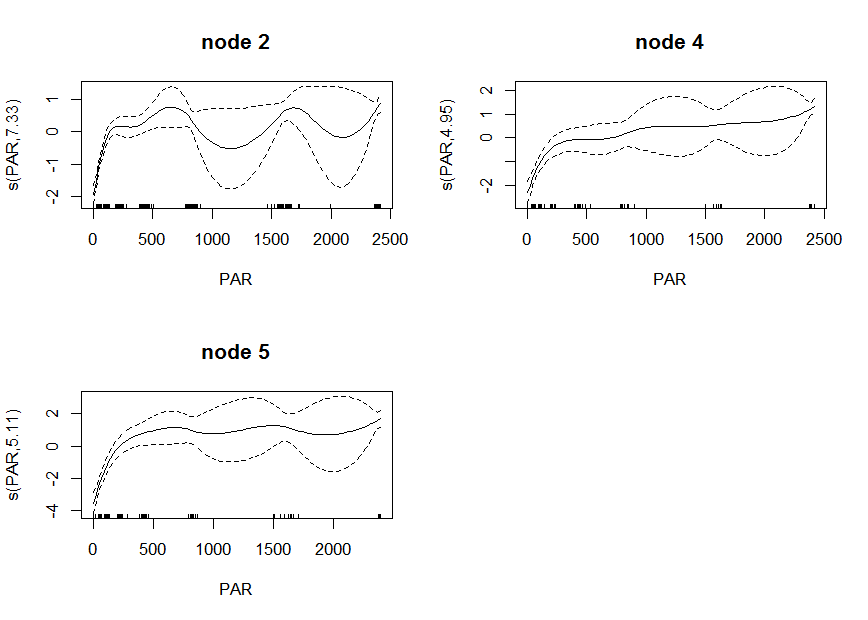 node 2
s(PAR,7.33)
1
0
-1
-2
0 500 1000 1500 2000 2500
PAR
node 4
s(PAR,4.95)
2
1
0
-2
0 500 1000 1500 2000 2500
PAR
node 5
s(PAR,5.11)
2
0
-2
-4
0 500 1000 1500 2000
PAR